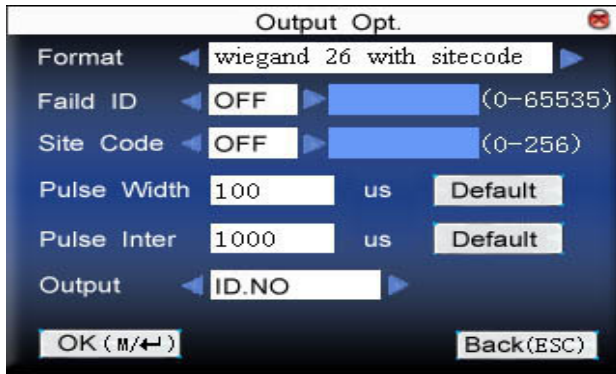 Output Opt.
Format wiegand 26 with sitecode
Faild ID OFF (0-65535)
Site Code OFF (0-256)
Pulse Width 100 us Default
Pulse Inter 1000 us Default
Output ID.NO
OK(M/↵) Back(ESC)